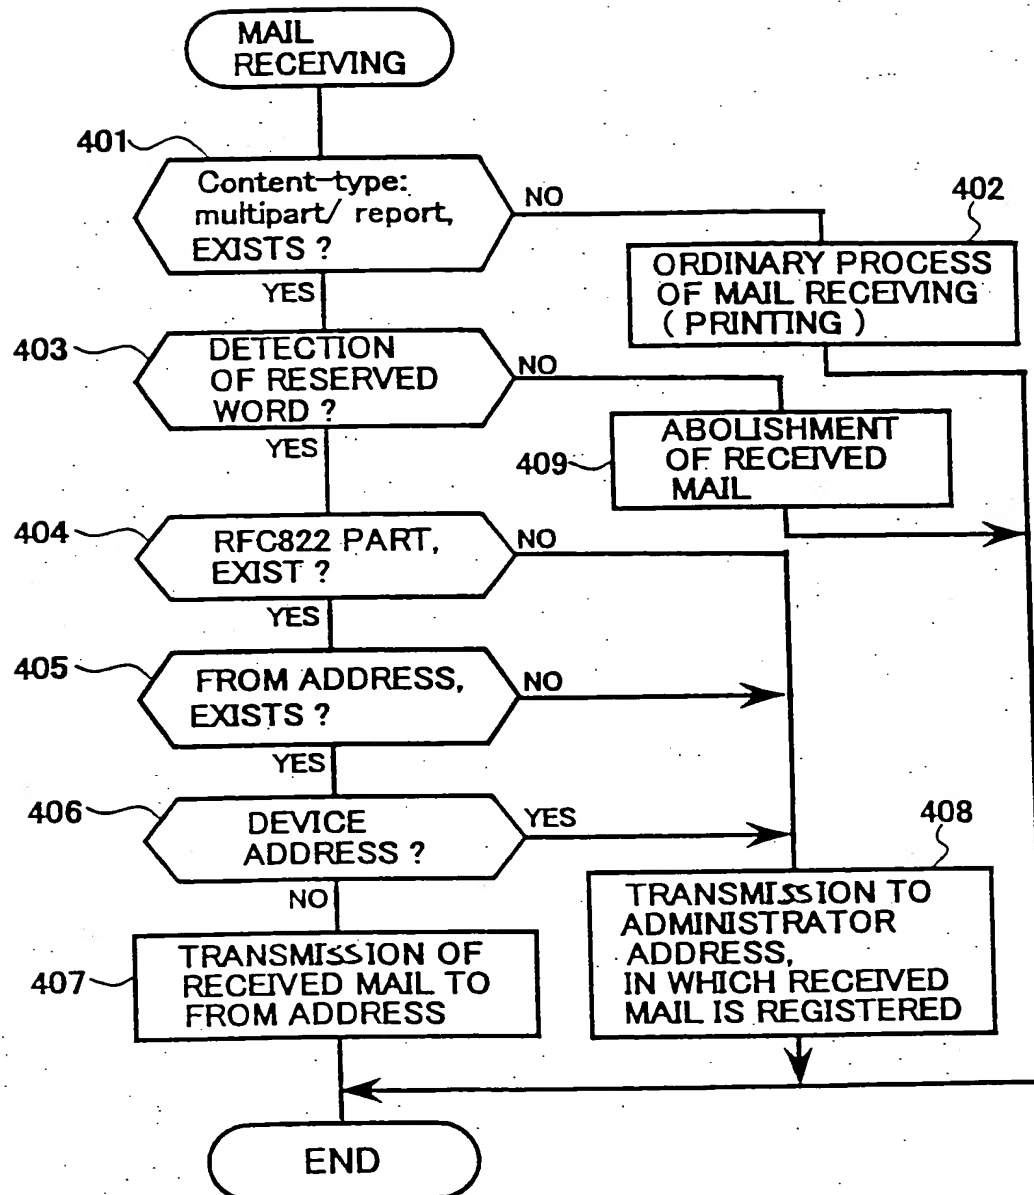 MAIL
RECEIVING
401
Content-type:
multipart/ report,
EXISTS ?
NO
YES
402
ORDINARY PROCESS
OF MAIL RECEIVING
( PRINTING )
403
DETECTION
OF RESERVED
WORD ?
NO
YES
409
ABOLISHMENT
OF RECEIVED
MAIL
404
RFC822 PART,
EXIST ?
NO
YES
405
FROM ADDRESS,
EXISTS ?
NO
YES
406
DEVICE
ADDRESS ?
YES
NO
408
TRANSMISSION TO
ADMINISTRATOR
ADDRESS,
IN WHICH RECEIVED
MAIL IS REGISTERED
407
TRANSMISSION OF
RECEIVED MAIL TO
FROM ADDRESS
END